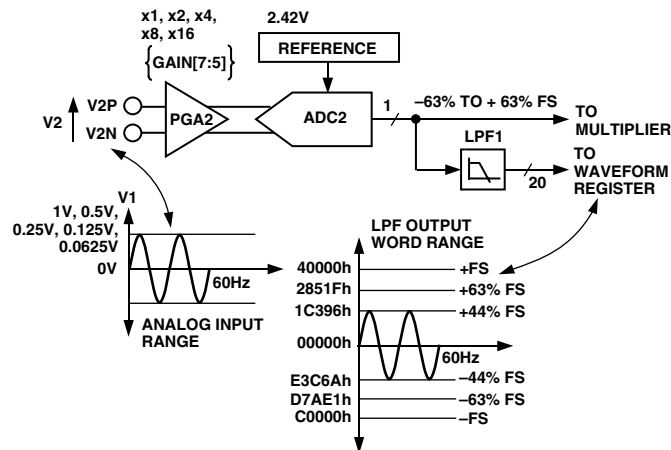 x1, x2, x4,
x8, x16
{GAIN[7:5]}
2.42V
REFERENCE
V2P
V2
V2N
PGA2
ADC2
1
–63% TO + 63% FS
TO
MULTIPLIER
LPF1
20
TO
WAVEFORM
REGISTER
V1
1V, 0.5V,
0.25V, 0.125V,
0.0625V
0V
60Hz
ANALOG INPUT
RANGE
LPF OUTPUT
WORD RANGE
40000h
+FS
2851Fh
+63% FS
1C396h
+44% FS
00000h
60Hz
E3C6Ah
–44% FS
D7AE1h
–63% FS
C0000h
–FS